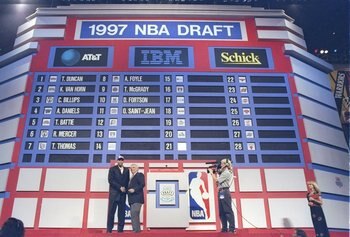 1997 NBA DRAFT
AT&T
IBM
Schick
1 T. DUNCAN
2 K. VAN HORN
3 C. BILLUPS
4 A. DANIELS
5 T. BATTIE
6 R. MERCER
7 T. THOMAS
8 A. FOYLE
9 T. McGRADY
10 D. FORTSON
11 O. SAINT-JEAN
12
13
14
15
16
17
18
19
20
21
22
23
24
25
26
27
28
NBA